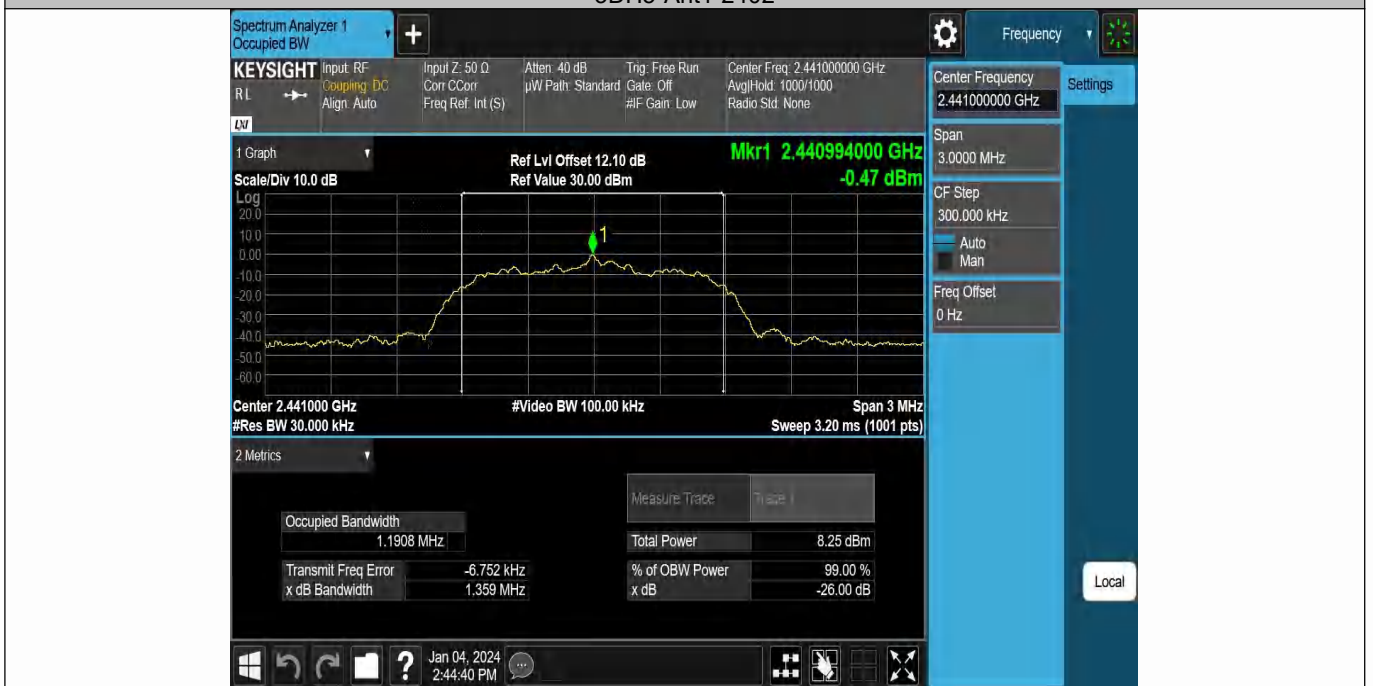 Spectrum Analyzer 1
Occupied BW
+
Frequency
KEYSIGHT
Input: RF
Coupling: DC
Align: Auto
Input Z: 50 Ω
Corr CCorr
Freq Ref: Int (S)
Atten: 40 dB
µW Path: Standard
Trig: Free Run
Gate: Off
#IF Gain: Low
Center Freq: 2.441000000 GHz
Avg|Hold: 1000/1000
Radio Std: None
R L
LXI
Center Frequency
2.441000000 GHz
Settings
Span
3.0000 MHz
CF Step
300.000 kHz
Auto
Man
Freq Offset
0 Hz
Local
1 Graph
Scale/Div 10.0 dB
Ref Lvl Offset 12.10 dB
Ref Value 30.00 dBm
Mkr1 2.440994000 GHz
-0.47 dBm
Log
20.0
10.0
0.00
-10.0
-20.0
-30.0
-40.0
-50.0
-60.0
1
Center 2.441000 GHz
#Res BW 30.000 kHz
#Video BW 100.00 kHz
Span 3 MHz
Sweep 3.20 ms (1001 pts)
2 Metrics
Measure Trace
Trace 1
Occupied Bandwidth
1.1908 MHz
Total Power
8.25 dBm
Transmit Freq Error
-6.752 kHz
% of OBW Power
99.00 %
x dB Bandwidth
1.359 MHz
x dB
-26.00 dB
?
Jan 04, 2024
2:44:40 PM